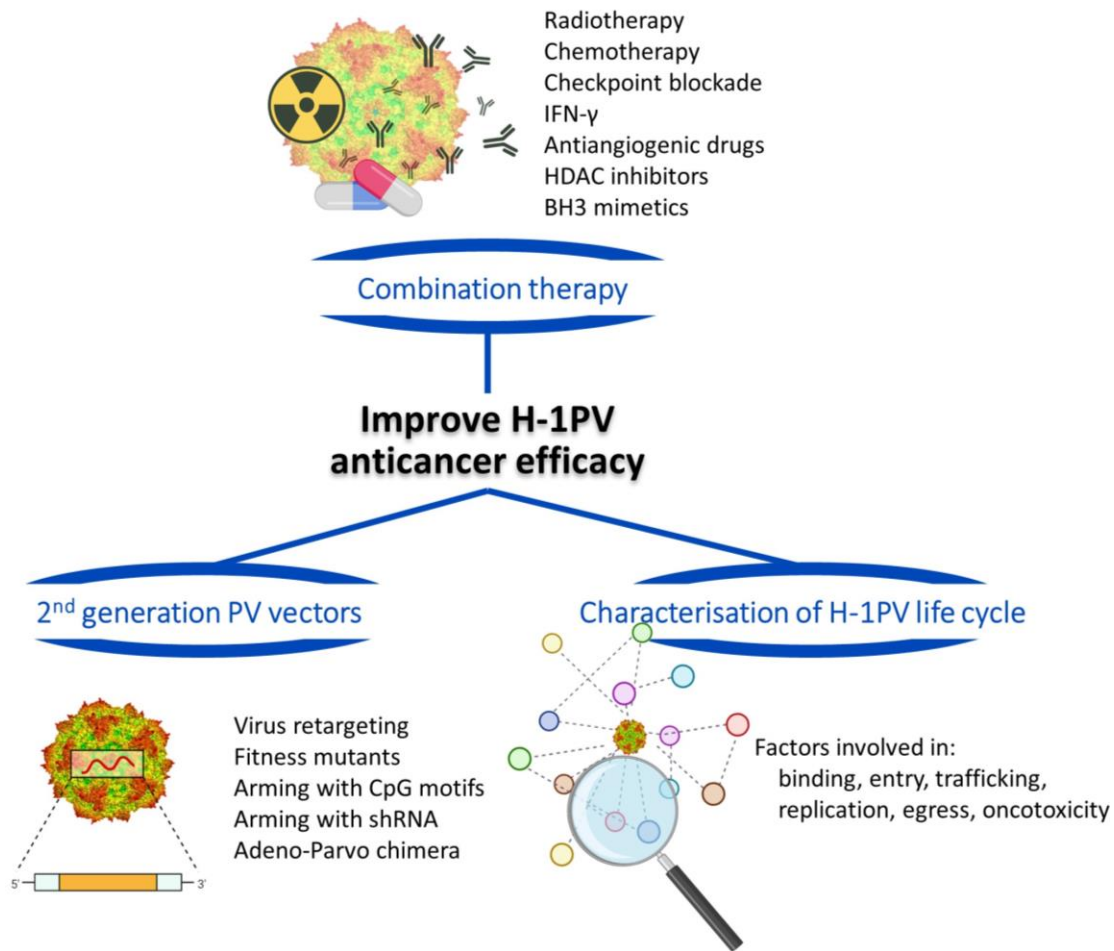 Radiotherapy
Chemotherapy
Checkpoint blockade
IFN-γ
Antiangiogenic drugs
HDAC inhibitors
BH3 mimetics
Combination therapy
Improve H-1PV
anticancer efficacy
2nd generation PV vectors
Characterisation of H-1PV life cycle
Virus retargeting
Fitness mutants
Arming with CpG motifs
Arming with shRNA
Adeno-Parvo chimera
5′
3′
Factors involved in:
binding, entry, trafficking,
replication, egress, oncotoxicity